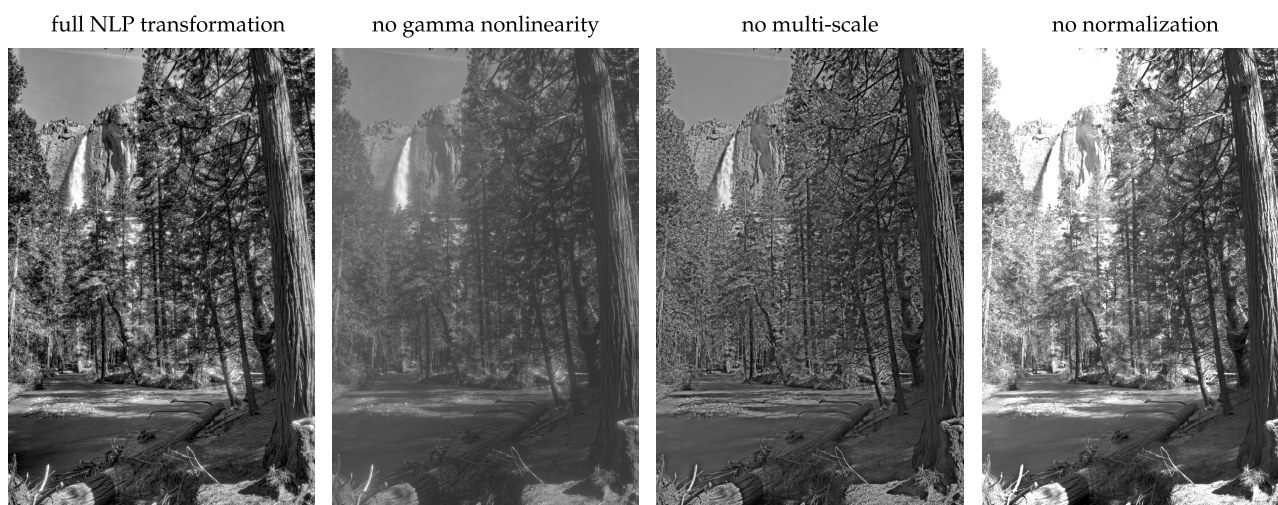 full NLP transformation
no gamma nonlinearity
no multi-scale
no normalization